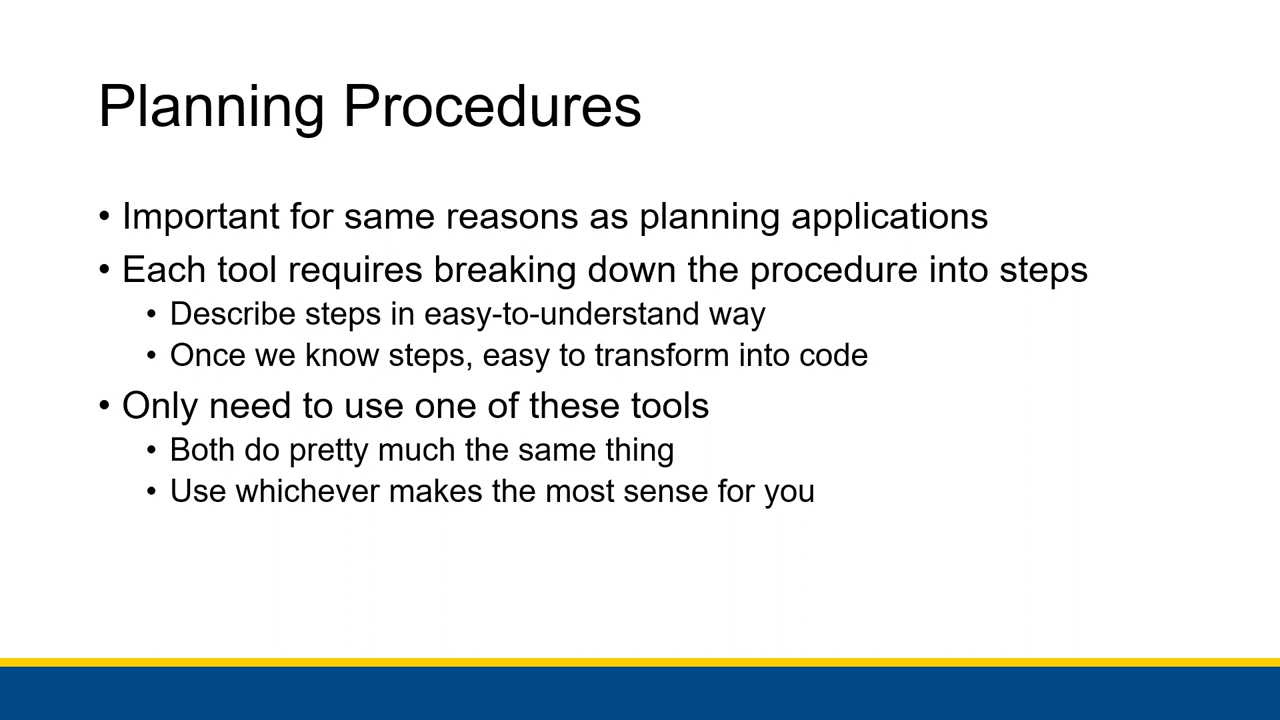 Planning Procedures
• Important for same reasons as planning applications
• Each tool requires breaking down the procedure into steps
• Describe steps in easy-to-understand way
• Once we know steps, easy to transform into code
• Only need to use one of these tools
• Both do pretty much the same thing
• Use whichever makes the most sense for you